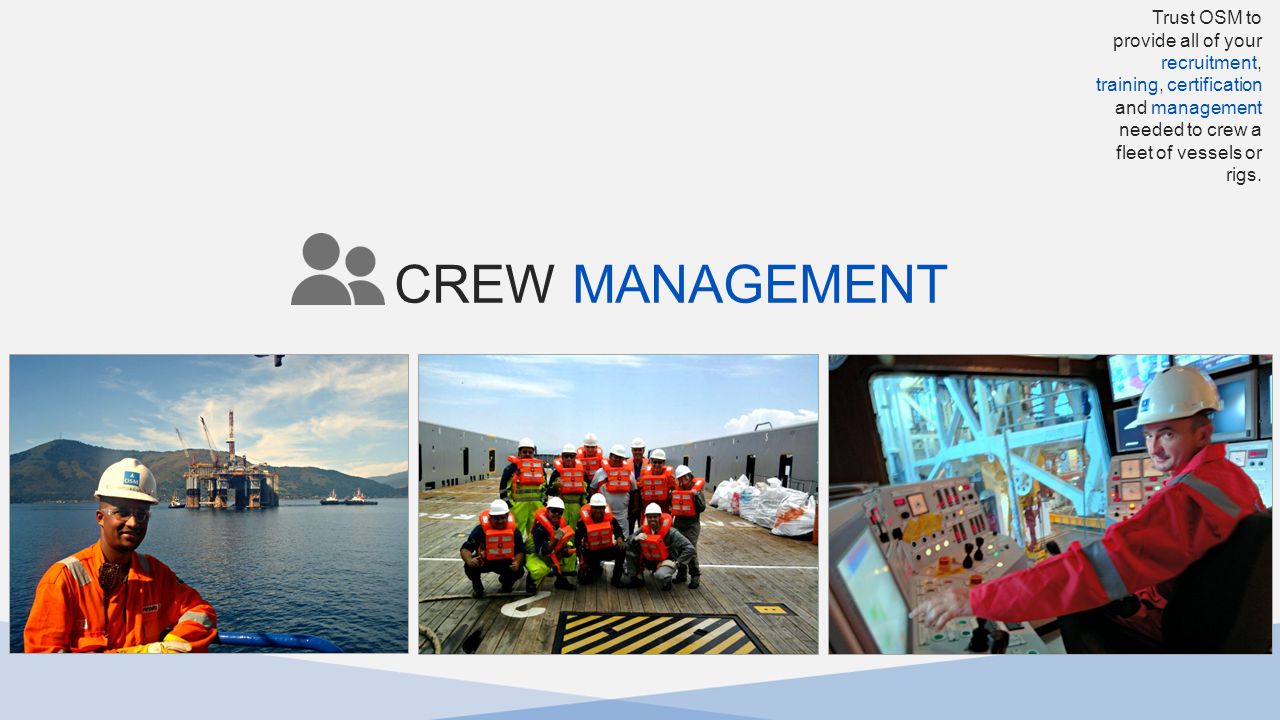 Trust OSM to
provide all of your
recruitment,
training, certification
and management
needed to crew a
fleet of vessels or
rigs.
CREW MANAGEMENT
OSM